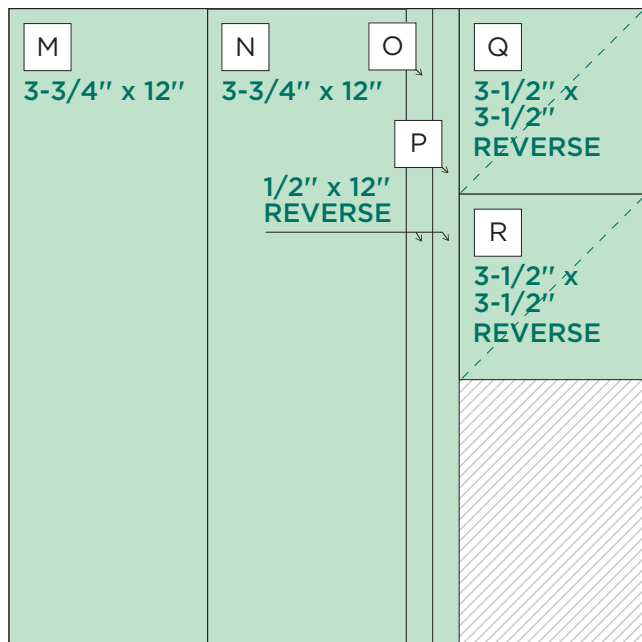 M
3-3/4" x 12"
N
3-3/4" x 12"
O
P
1/2" x 12"
REVERSE
Q
3-1/2" x
3-1/2"
REVERSE
R
3-1/2" x
3-1/2"
REVERSE